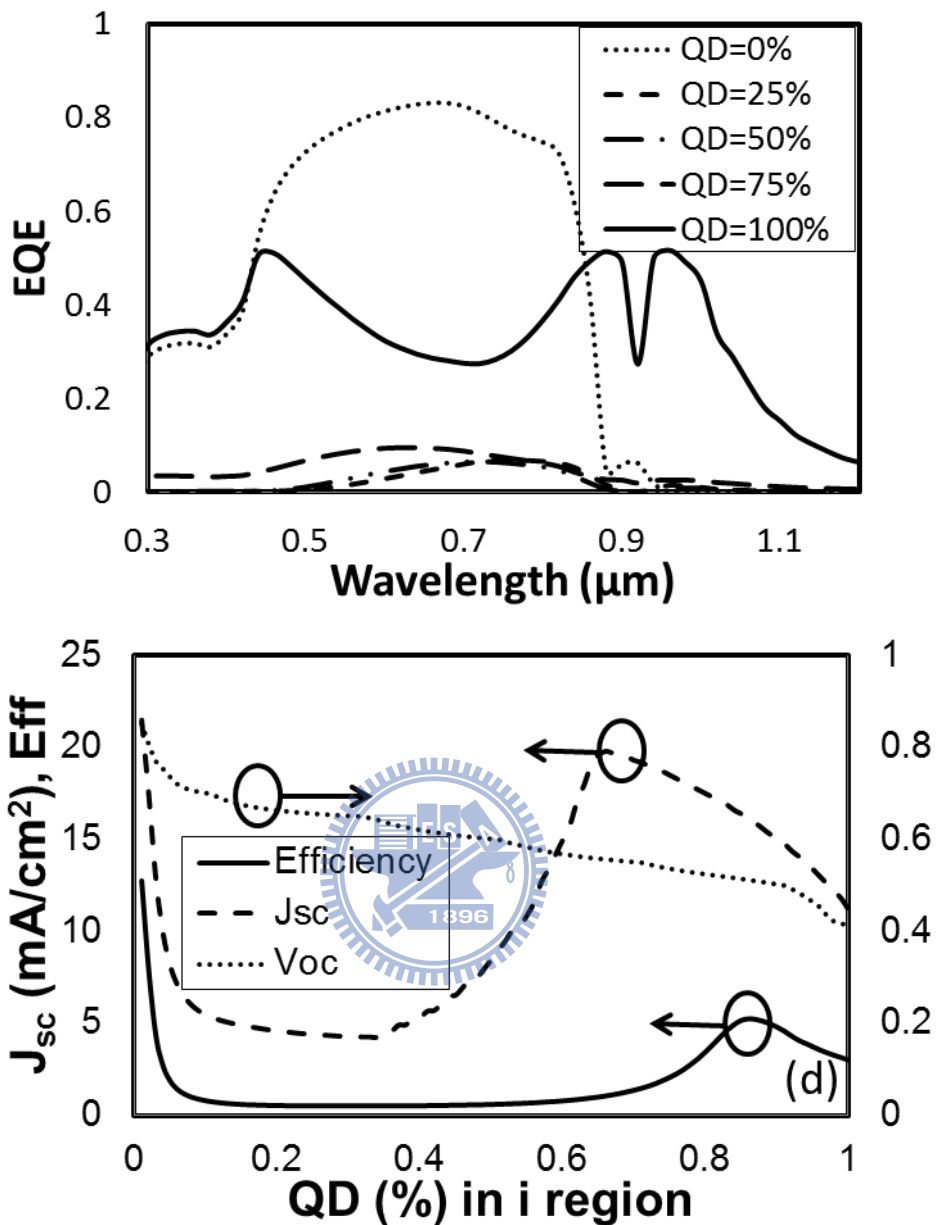 1
0.8
0.6
0.4
0.2
0
EQE
QD=0%
QD=25%
QD=50%
QD=75%
QD=100%
0.3 0.5 0.7 0.9 1.1
Wavelength (μm)
25
20
15
10
5
0
Jsc (mA/cm²), Eff
1
0.8
0.6
0.4
0.2
0
Efficiency
Jsc
Voc
E S
1896
(d)
0 0.2 0.4 0.6 0.8 1
QD (%) in i region